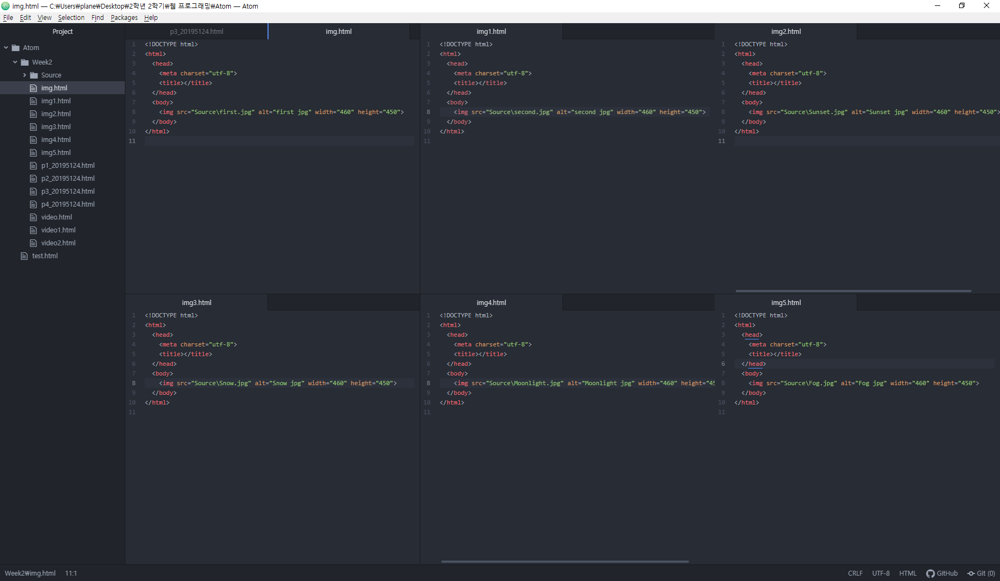 img.html — C:₩Users₩plane₩Desktop₩2학년 2학기₩웹 프로그래밍₩Atom — Atom
File Edit View Selection Find Packages Help
Project
Atom
Week2
Source
img.html
img1.html
img2.html
img3.html
img4.html
img5.html
p1_20195124.html
p2_20195124.html
p3_20195124.html
p4_20195124.html
video.html
video1.html
video2.html
test.html
p3_20195124.html img.html
1 <!DOCTYPE html>
2 <html>
3 <head>
4 <meta charset="utf-8">
5 <title></title>
6 </head>
7 <body>
8 <img src="Source\first.jpg" alt="first jpg" width="460" height="450">
9 </body>
10 </html>
11
img1.html
1 <!DOCTYPE html>
2 <html>
3 <head>
4 <meta charset="utf-8">
5 <title></title>
6 </head>
7 <body>
8 <img src="Source\second.jpg" alt="second jpg" width="460" height="450">
9 </body>
10 </html>
11
img2.html
1 <!DOCTYPE html>
2 <html>
3 <head>
4 <meta charset="utf-8">
5 <title></title>
6 </head>
7 <body>
8 <img src="Source\Sunset.jpg" alt="Sunset jpg" width="460" height="450">
9 </body>
10 </html>
11
img3.html
1 <!DOCTYPE html>
2 <html>
3 <head>
4 <meta charset="utf-8">
5 <title></title>
6 </head>
7 <body>
8 <img src="Source\Snow.jpg" alt="Snow jpg" width="460" height="450">
9 </body>
10 </html>
11
img4.html
1 <!DOCTYPE html>
2 <html>
3 <head>
4 <meta charset="utf-8">
5 <title></title>
6 </head>
7 <body>
8 <img src="Source\Moonlight.jpg" alt="Moonlight jpg" width="460" height="45
9 </body>
10 </html>
11
img5.html
1 <!DOCTYPE html>
2 <html>
3 <head>
4 <meta charset="utf-8">
5 <title></title>
6 </head>
7 <body>
8 <img src="Source\Fog.jpg" alt="Fog jpg" width="460" height="450">
9 </body>
10 </html>
11
Week2₩img.html 11:1 CRLF UTF-8 HTML GitHub Git (0)